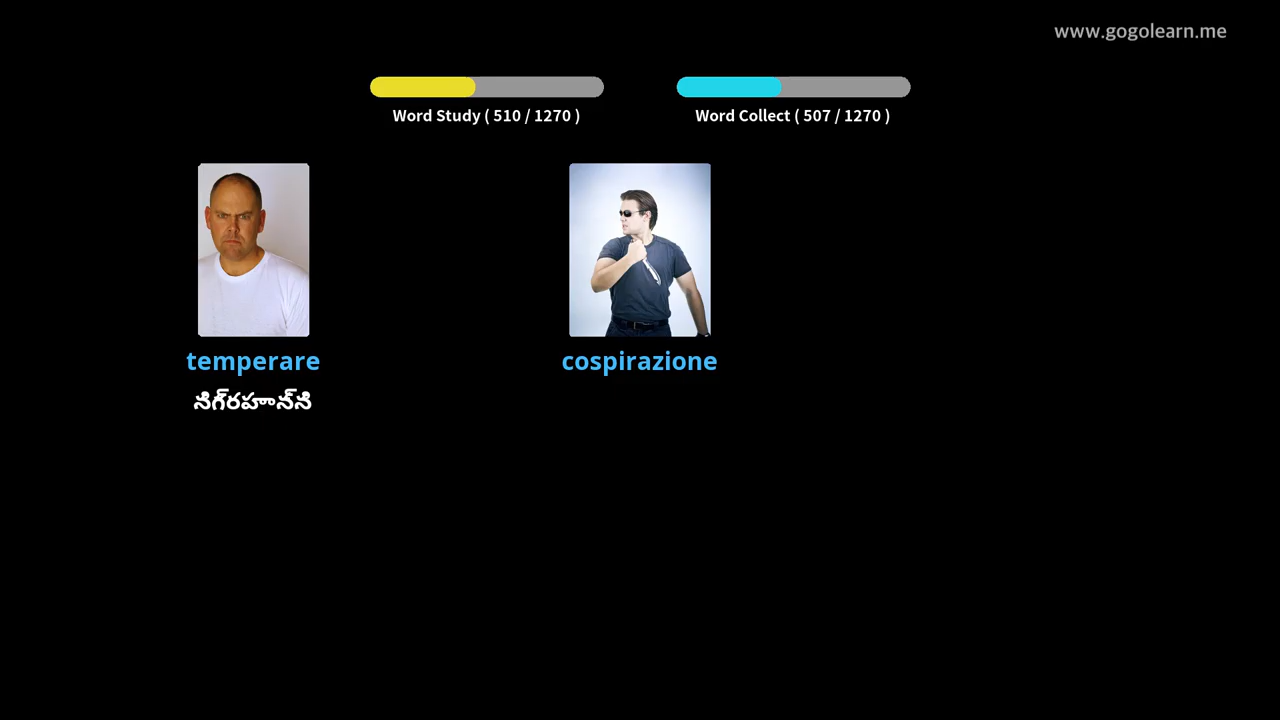 www.gogolearn.me
Word Study ( 510 / 1270 )
Word Collect ( 507 / 1270 )
temperare
cospirazione
నిగ్‌రహాన్‌ని